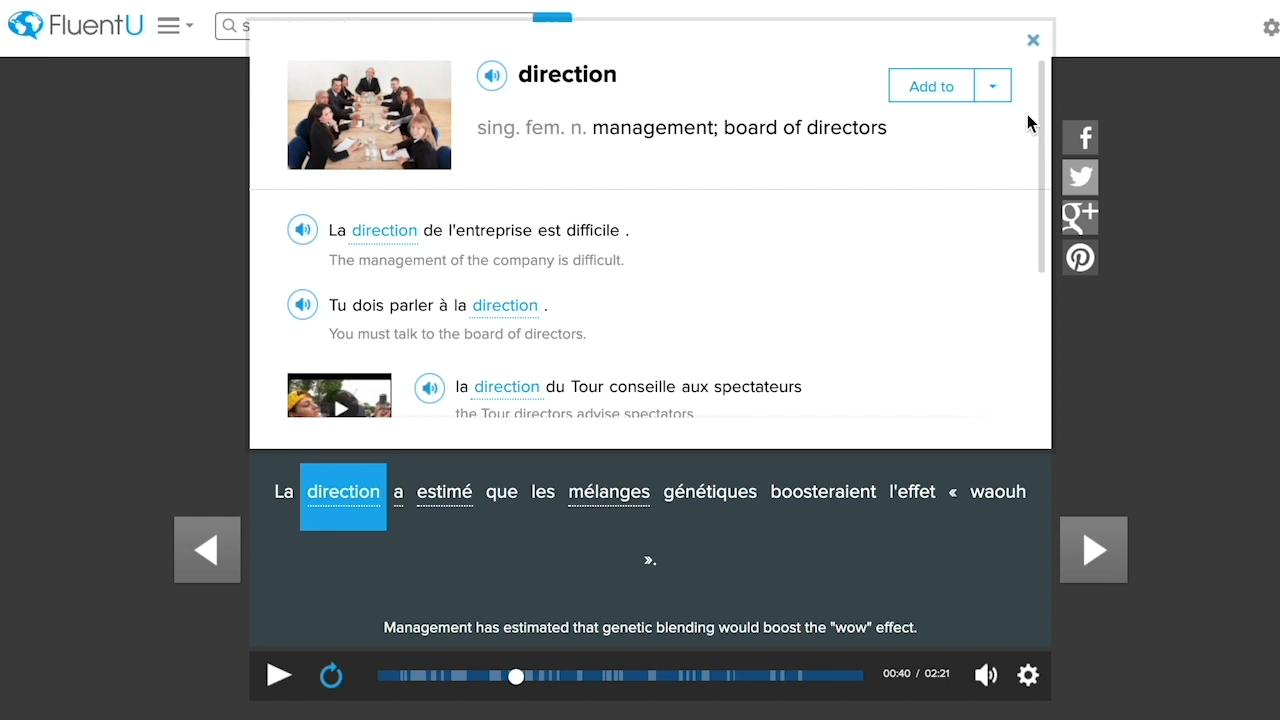 FluentU
direction
Add to
sing. fem. n. management; board of directors
La direction de l'entreprise est difficile .
The management of the company is difficult.
Tu dois parler à la direction .
You must talk to the board of directors.
la direction du Tour conseille aux spectateurs
the Tour directors advise spectators
La direction a estimé que les mélanges génétiques boosteraient l'effet « waouh
».
Management has estimated that genetic blending would boost the "wow" effect.
00:40 / 02:21